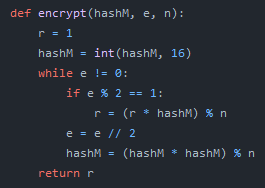 def encrypt(hashM, e, n):
    r = 1
    hashM = int(hashM, 16)
    while e != 0:
        if e % 2 == 1:
            r = (r * hashM) % n
        e = e // 2
        hashM = (hashM * hashM) % n
    return r